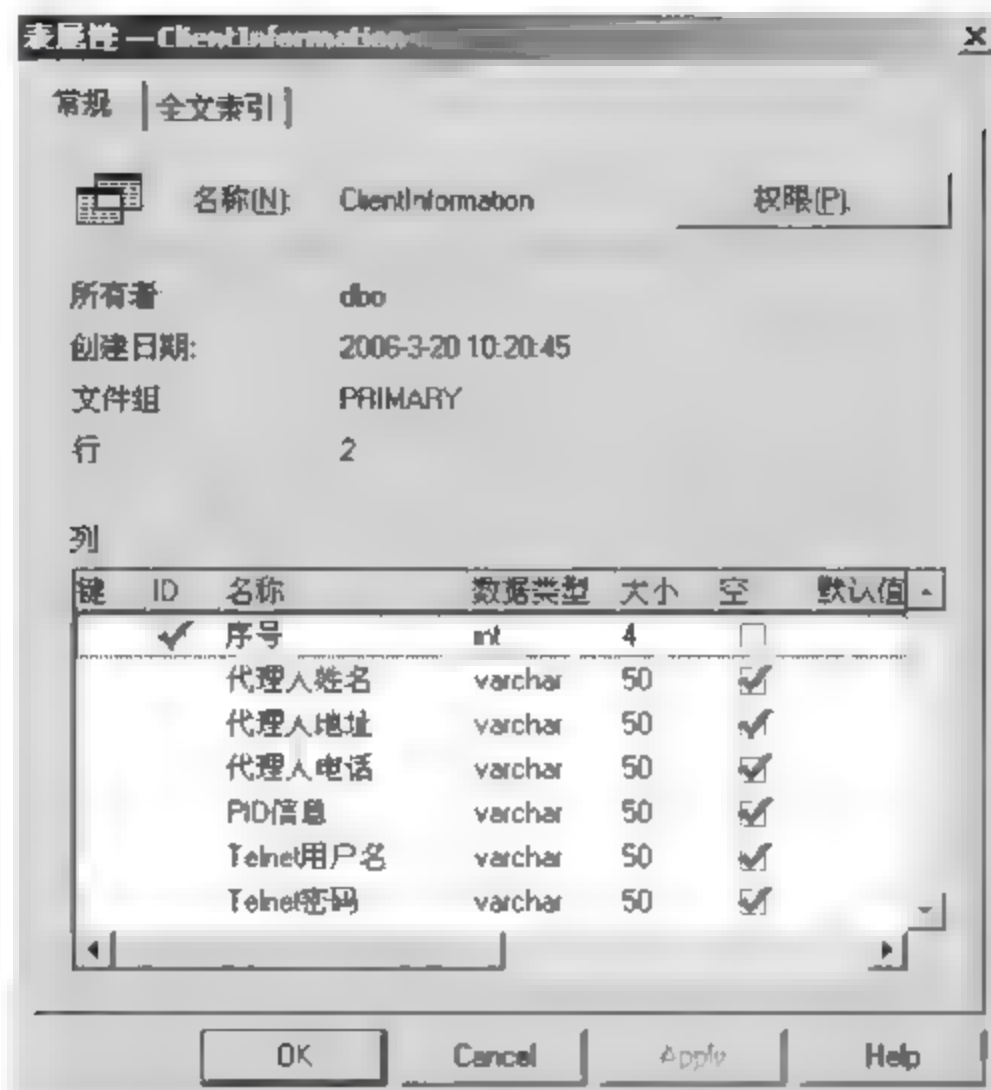 表属性 — ClientInformation
常规 全文索引
名称(N): ClientInformation 权限(P).
所有者 dbo
创建日期: 2006-3-20 10:20:45
文件组 PRIMARY
行 2
列
键 ID 名称 数据类型 大小 空 默认值
序号 int 4
代理人姓名 varchar 50
代理人地址 varchar 50
代理人电话 varchar 50
PID信息 varchar 50
Telnet用户名 varchar 50
Telnet密码 varchar 50
OK Cancel Apply Help